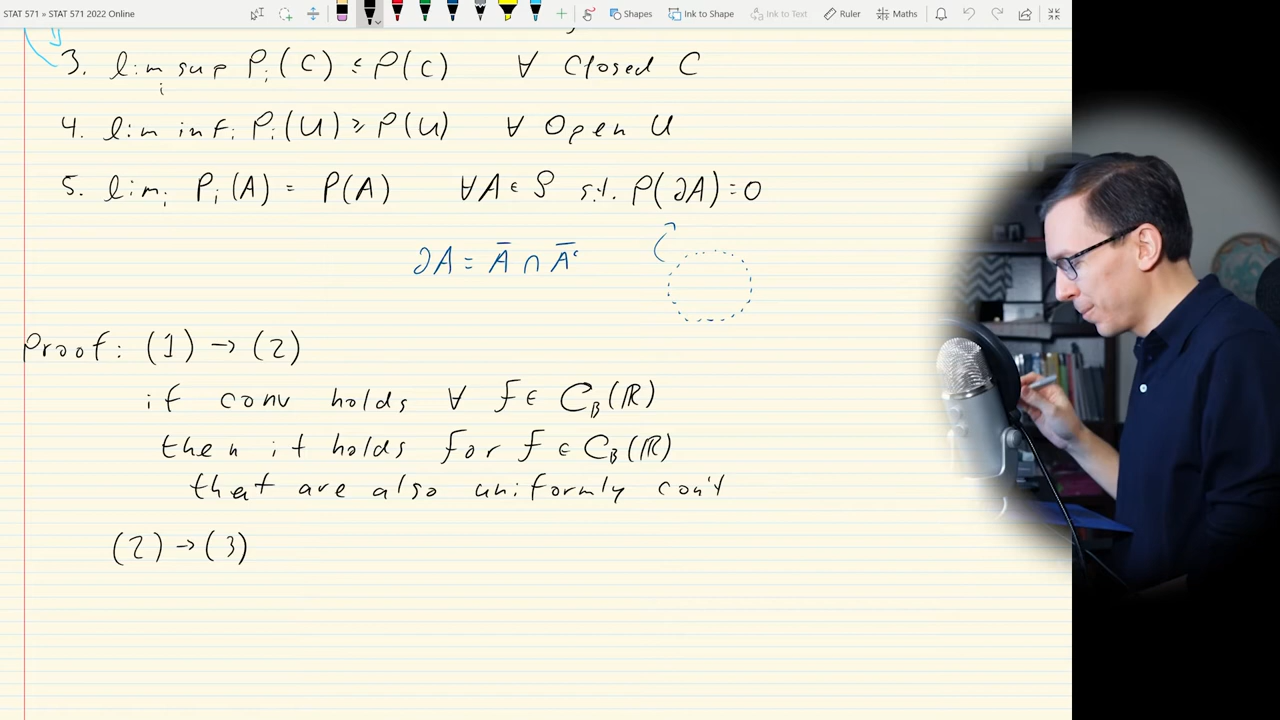 STAT 571 » STAT 571 2022 Online
Shapes Ink to Shape Ink to Text Ruler Maths
3. lim sup i Pi(C) ≤ P(C) ∀ Closed C
4. lim inf i Pi(U) ≥ P(U) ∀ Open U
5. lim i Pi(A) = P(A) ∀A ∈ S s.t. P(∂A) = 0
∂A = A̅ ∩ A̅ᶜ
Proof: (1) → (2)
if conv holds ∀ f ∈ C_B(ℝ)
then it holds for f ∈ C_B(ℝ)
that are also uniformly con't
(2) → (3)